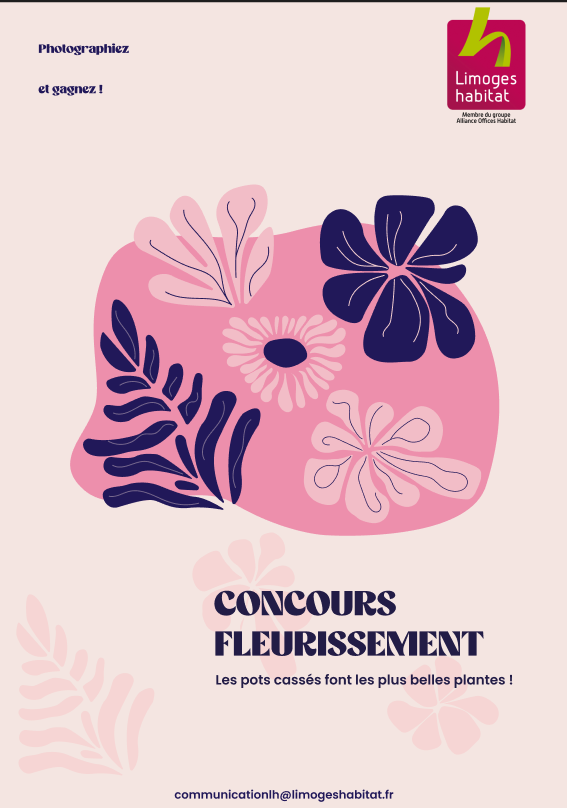 Photographiez
et gagnez !
Limoges
habitat
Membre du groupe
Alliance Offices Habitat
CONCOURS
FLEURISSEMENT
Les pots cassés font les plus belles plantes !
communicationlh@limogeshabitat.fr